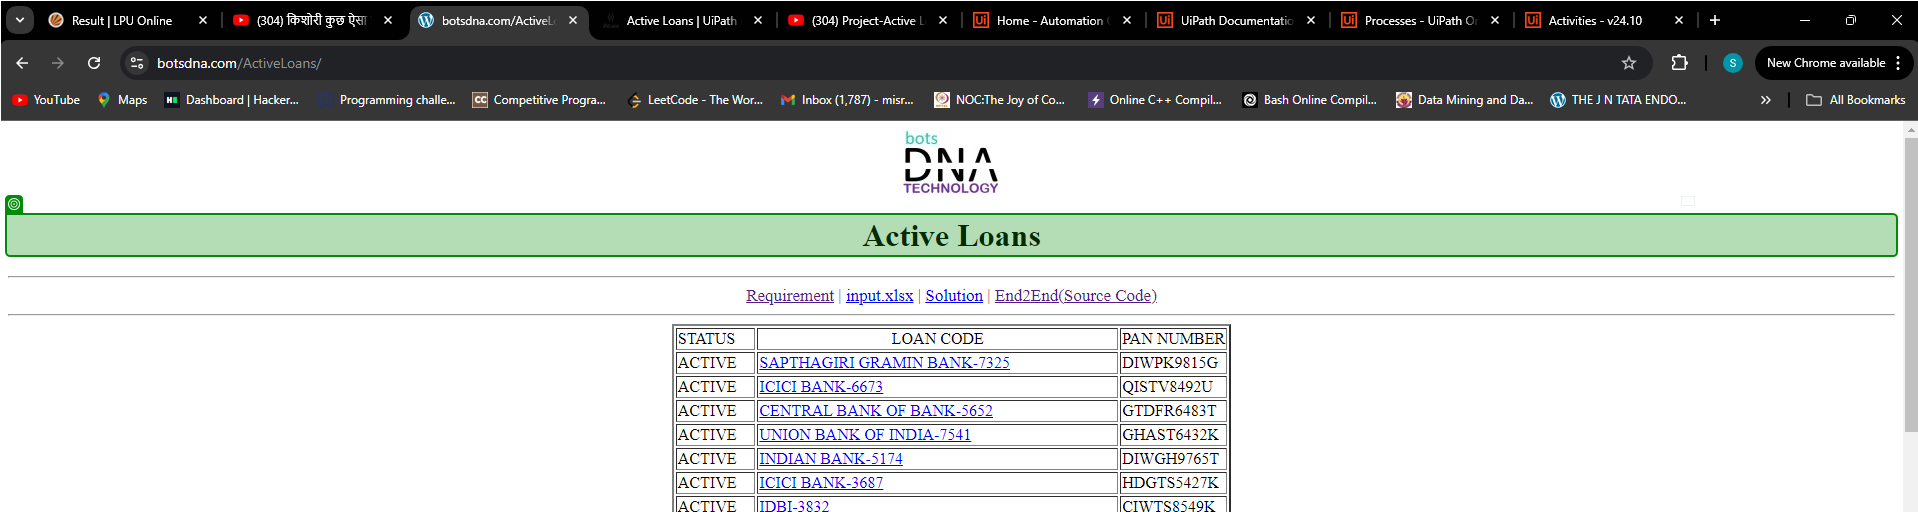 Result | LPU Online
(304) किशोरी कुछ ऐसा
botsdna.com/ActiveL
Active Loans | UiPath
(304) Project-Active L
Home - Automation
UiPath Documentatio
Processes - UiPath O
Activities - v24.10
botsdna.com/ActiveLoans/
S
New Chrome available
YouTube
Maps
Dashboard | Hacker...
Programming challe...
Competitive Progra...
LeetCode - The Wor...
Inbox (1,787) - misr...
NOC:The Joy of Co...
Online C++ Compil...
Bash Online Compil...
Data Mining and Da...
THE J N TATA ENDO...
All Bookmarks
bots
DNA
TECHNOLOGY
Active Loans
Requirement | input.xlsx | Solution | End2End(Source Code)
STATUS LOAN CODE PAN NUMBER
ACTIVE SAPTHAGIRI GRAMIN BANK-7325 DIWPK9815G
ACTIVE ICICI BANK-6673 QISTV8492U
ACTIVE CENTRAL BANK OF BANK-5652 GTDFR6483T
ACTIVE UNION BANK OF INDIA-7541 GHAST6432K
ACTIVE INDIAN BANK-5174 DIWGH9765T
ACTIVE ICICI BANK-3687 HDGTS5427K
ACTIVE IDBI-3832 CIWTS8549K